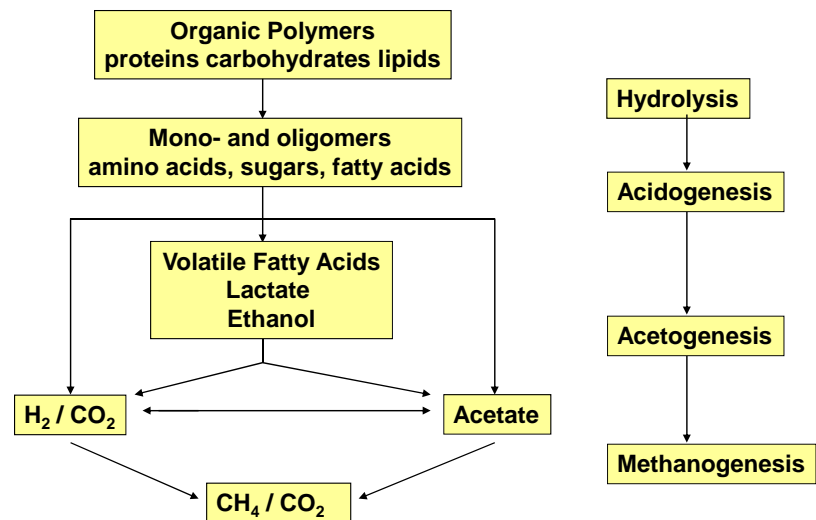 Organic Polymers
proteins carbohydrates lipids
Mono- and oligomers
amino acids, sugars, fatty acids
Volatile Fatty Acids
Lactate
Ethanol
H₂ / CO₂
Acetate
CH₄ / CO₂
Hydrolysis
Acidogenesis
Acetogenesis
Methanogenesis